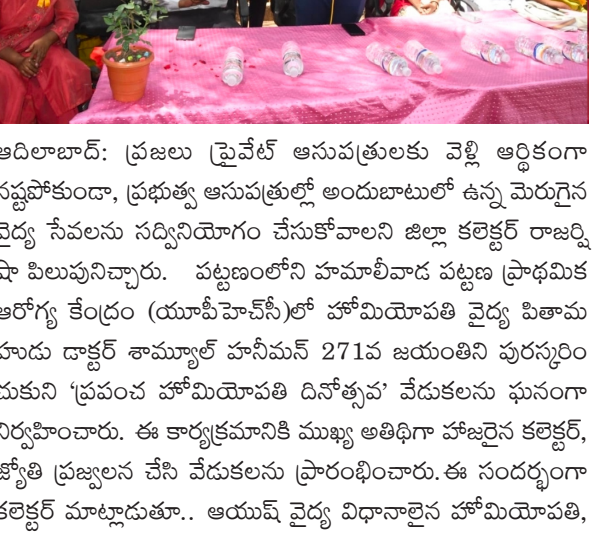 ఆదిలాబాద్: ప్రజలు ప్రైవేట్ ఆసుపత్రులకు వెళ్లి ఆర్థికంగా
నష్టపోకుండా, ప్రభుత్వ ఆసుపత్రుల్లో అందుబాటులో ఉన్న మెరుగైన
వైద్య సేవలను సద్వినియోగం చేసుకోవాలని జిల్లా కలెక్టర్ రాజర్షి
షా పిలుపునిచ్చారు. పట్టణంలోని హమాలీవాడ పట్టణ ప్రాథమిక
ఆరోగ్య కేంద్రం (యూపీహెచ్‌సీ)లో హోమియోపతి వైద్య పితామ
హుడు డాక్టర్ శామ్యూల్ హనీమన్ 271వ జయంతిని పురస్కరిం
చుకుని ‘ప్రపంచ హోమియోపతి దినోత్సవ’ వేడుకలను ఘనంగా
నిర్వహించారు. ఈ కార్యక్రమానికి ముఖ్య అతిథిగా హాజరైన కలెక్టర్,
జ్యోతి ప్రజ్వలన చేసి వేడుకలను ప్రారంభించారు.ఈ సందర్భంగా
కలెక్టర్ మాట్లాడుతూ.. ఆయుష్ వైద్య విధానాలైన హోమియోపతి,